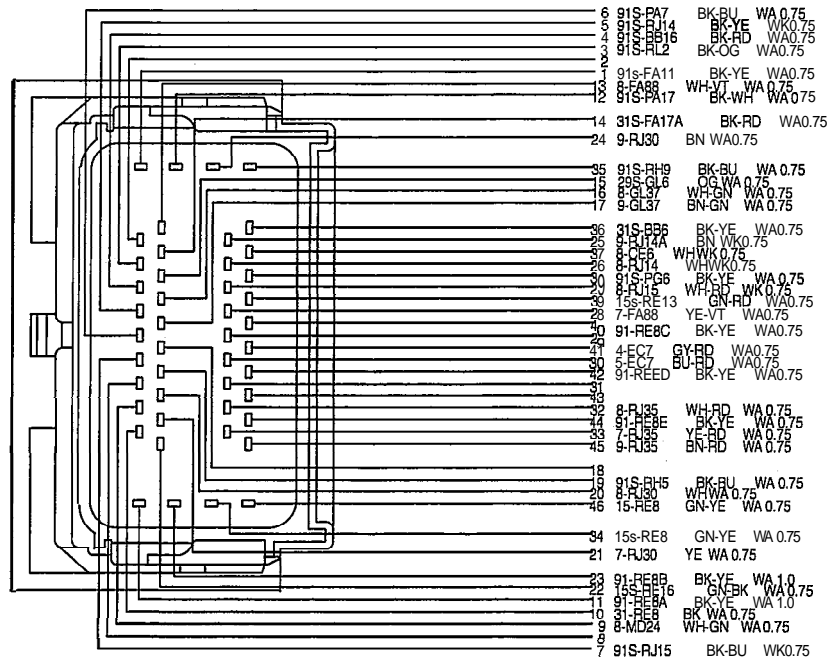 6 91S-PA7 BK-BU WA 0.75
5 91S-RJ14 BK-YE WK0.75
4 91S-BB16 BK-RD WA0.75
3 91S-RL2 BK-OG WA0.75
2
1 91s-FA11 BK-YE WA0.75
13 8-FA88 WH-VT WA 0.75
12 91S-PA17 BK-WH WA 075
14 31S-FA17A BK-RD WA0.75
24 9-RJ30 BN WA0.75
35 91S-RH9 BK-BU WA 0.75
15 29S-GL6 OG WA 0.75
16 8-GL37 WH-GN WA 0.75
17 9-GL37 BN-GN WA 0.75
36 31S-BB6 BK-YE WA0.75
25 9-RJ14A BN WK0.75
37 8-CE6 WHWK 0.75
26 8-RJ14 WHWK0.75
91S-PG6 BK-YE WA 0.75
8-RJ15 WH-RD WK 0.75
39 15s-RE13 GN-RD WA0.75
28 7-FA88 YE-VT WA0.75
91-RE8C BK-YE WA0.75
41 4-EC7 GY-RD WA0.75
30 5-EC7 BU-RD WA0.75
42 91-REED BK-YE WA0.75
31
43
32 8-RJ35 WH-RD WA 0.75
44 91-RE8E BK-YE WA 0.75
33 7-RJ35 YE-RD WA 0.75
45 9-RJ35 BN-RD WA 0.75
18
19 91S-RH5 BK-BU WA 0.75
20 8-RJ30 WHWA 0.75
46 15-RE8 GN-YE WA 0.75
34 15s-RE8 GN-YE WA 0.75
21 7-RJ30 YE WA 0.75
23 91-RE8B BK-YE WA 1.0
22 15S-RE16 GN-BK WA0.75
11 91-RE8A BK-YE WA 1.0
10 31-RE8 BK WA 0.75
9 8-MD24 WH-GN WA0.75
8
7 91S-RJ15 BK-BU WK0.75